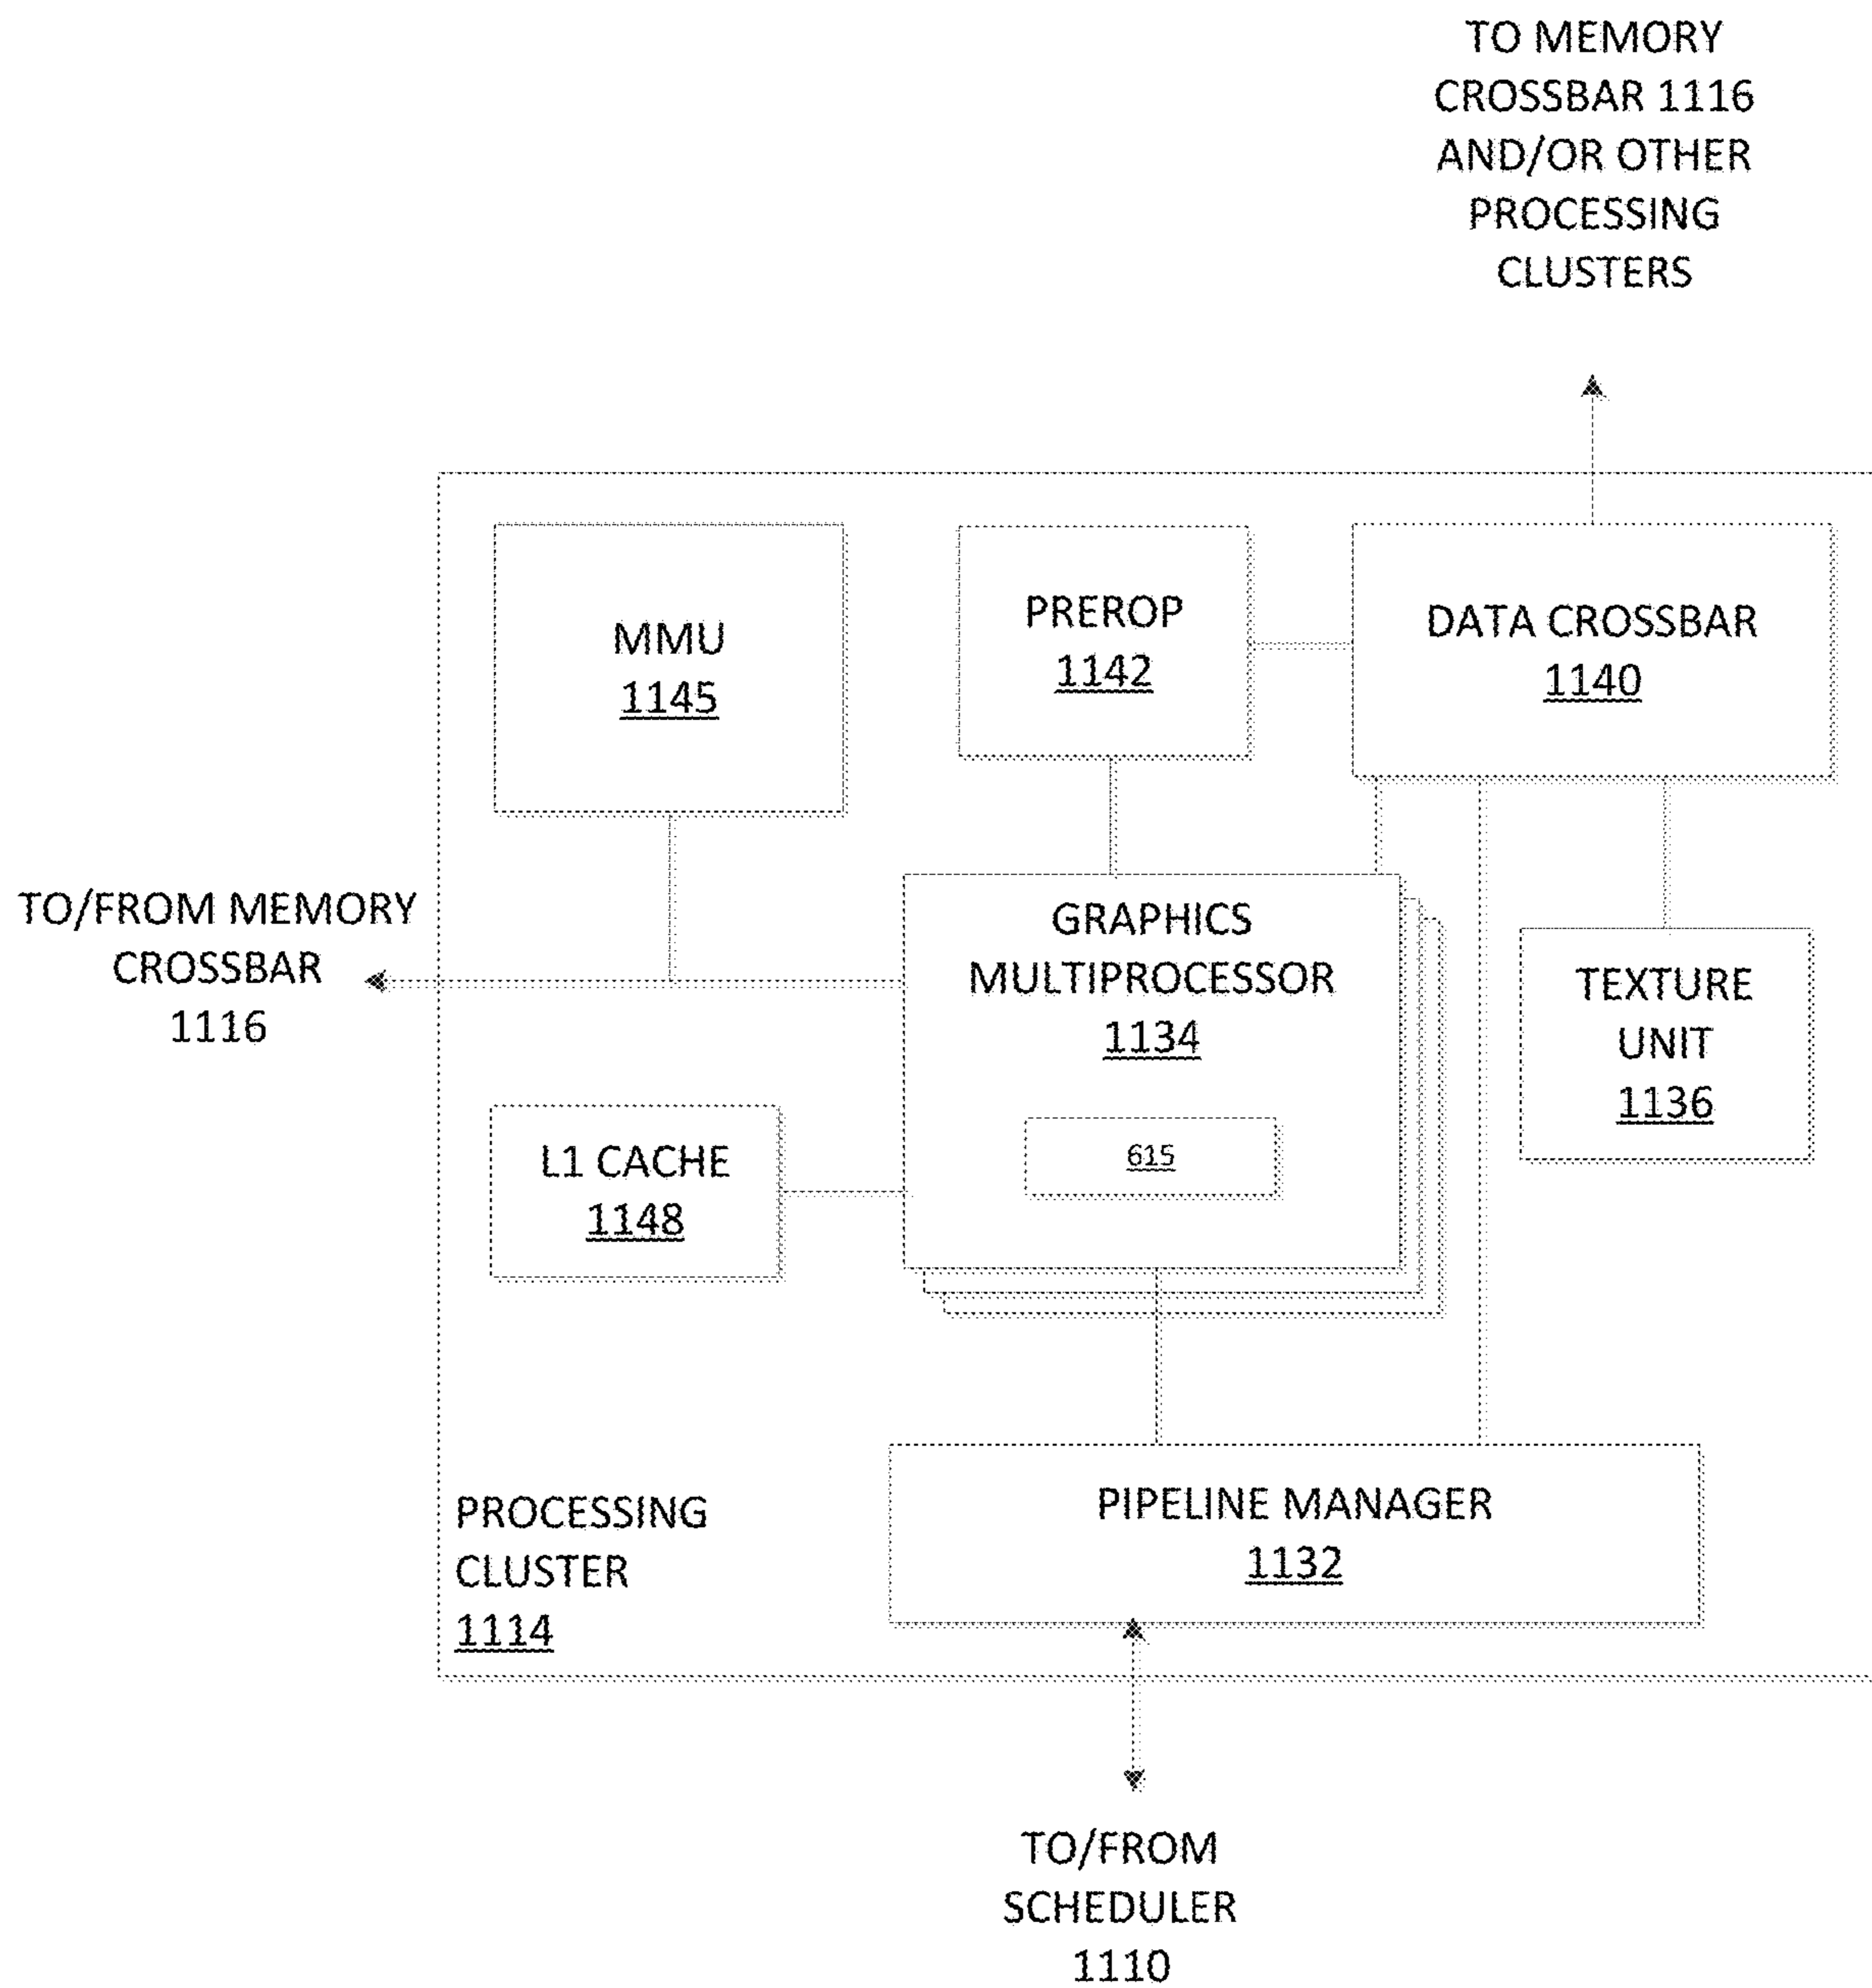 TO MEMORY
CROSSBAR 1116
AND/OR OTHER
PROCESSING
CLUSTERS
MMU
1145
PREROP
1142
DATA CROSSBAR
1140
TO/FROM MEMORY
CROSSBAR
1116
GRAPHICS
MULTIPROCESSOR
1134
615
TEXTURE
UNIT
1136
L1 CACHE
1148
PROCESSING
CLUSTER
1114
PIPELINE MANAGER
1132
TO/FROM
SCHEDULER
1110